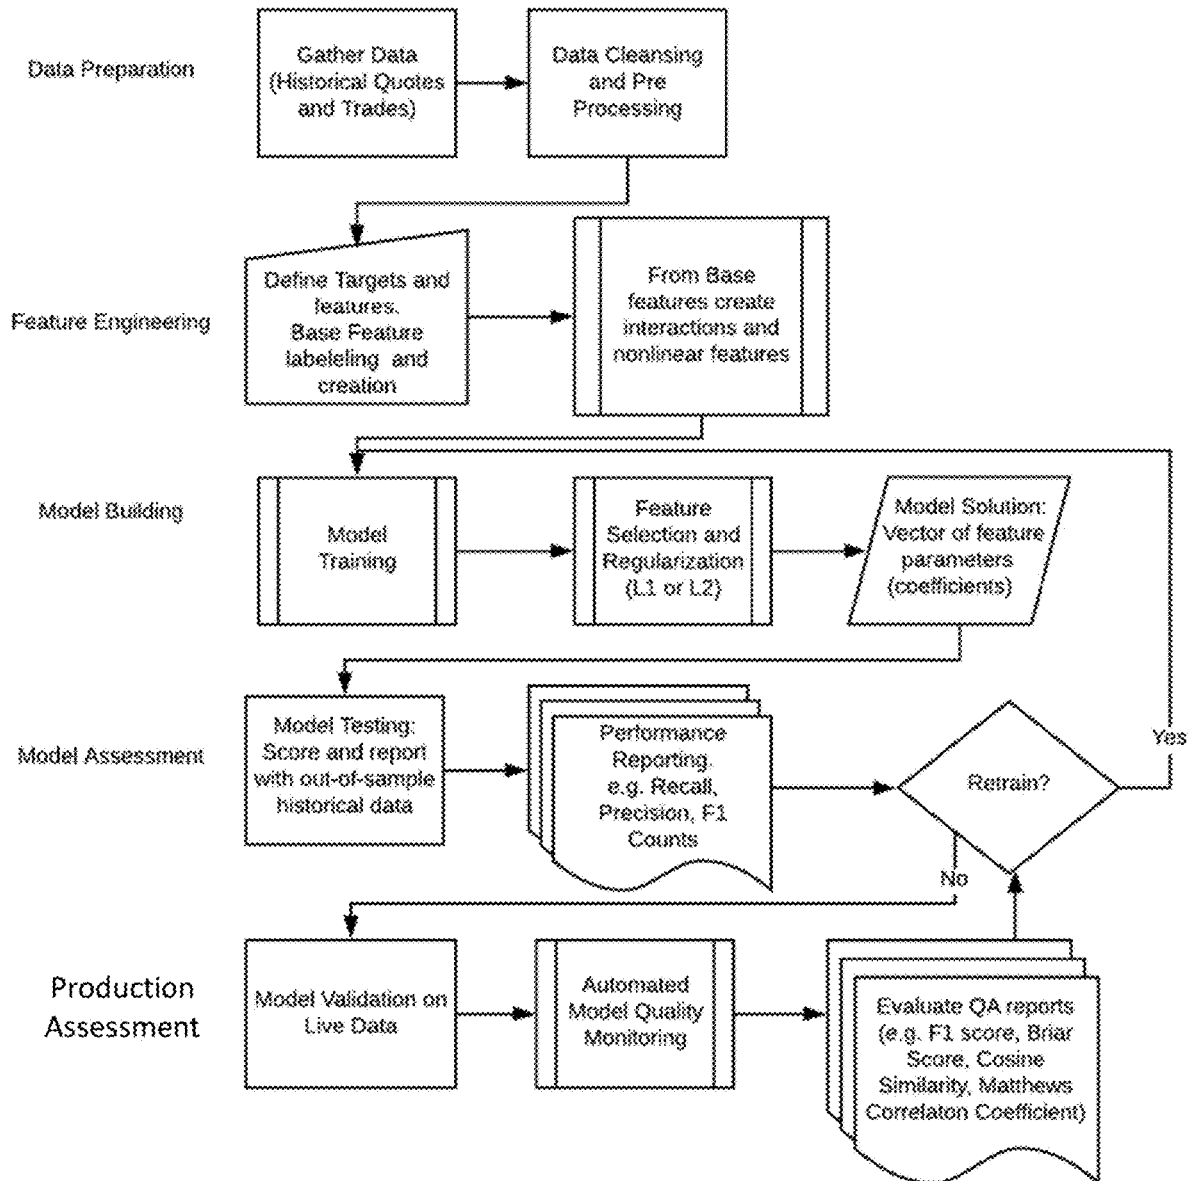 Data Preparation
Gather Data
(Historical Quotes
and Trades)
Data Cleansing
and Pre
Processing
Feature Engineering
Define Targets and
features.
Base Feature
labeleling and
creation
From Base
features create
interactions and
nonlinear features
Model Building
Model
Training
Feature
Selection and
Regularization
(L1 or L2)
Model Solution:
Vector of feature
parameters
(coefficients)
Model Assessment
Model Testing:
Score and report
with out-of-sample
historical data
Performance
Reporting.
e.g. Recall,
Precision, F1
Counts
Retrain?
Yes
No
Production
Assessment
Model Validation on
Live Data
Automated
Model Quality
Monitoring
Evaluate QA reports
(e.g. F1 score, Briar
Score, Cosine
Similarity, Matthews
Correlaton Coefficient)